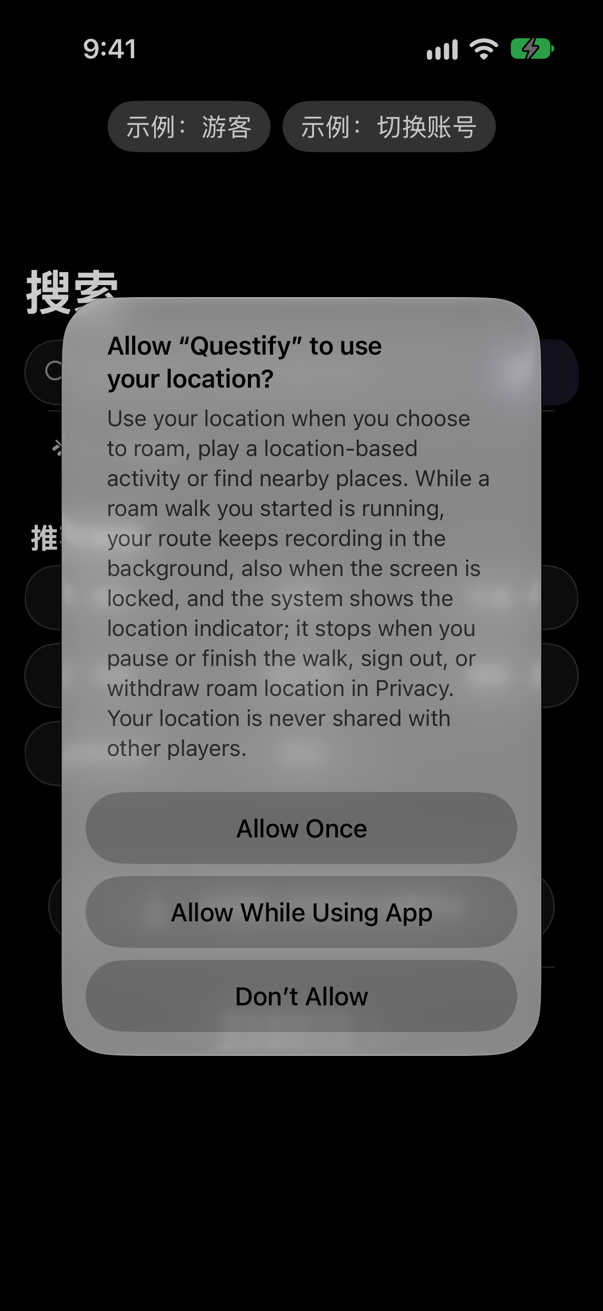 9:41
示例：游客
示例：切换账号
搜索
Allow “Questify” to use
your location?
Use your location when you choose
to roam, play a location-based
activity or find nearby places. While a
roam walk you started is running,
your route keeps recording in the
background, also when the screen is
locked, and the system shows the
location indicator; it stops when you
pause or finish the walk, sign out, or
withdraw roam location in Privacy.
Your location is never shared with
other players.
推
Allow Once
Allow While Using App
Don’t Allow